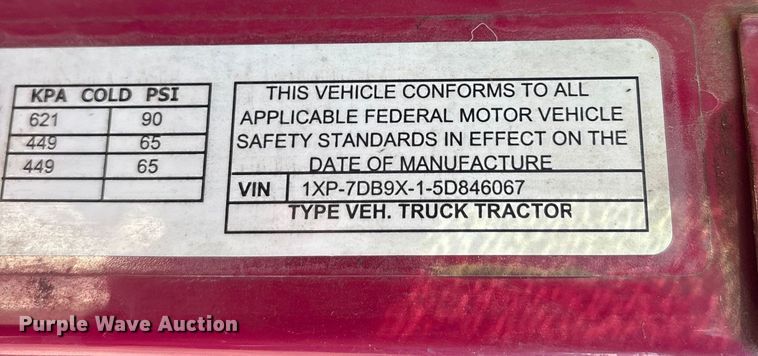 KPA COLD PSI
621 90
449 65
449 65
THIS VEHICLE CONFORMS TO ALL
APPLICABLE FEDERAL MOTOR VEHICLE
SAFETY STANDARDS IN EFFECT ON THE
DATE OF MANUFACTURE
VIN 1XP-7DB9X-1-5D846067
TYPE VEH. TRUCK TRACTOR
Purple Wave Auction